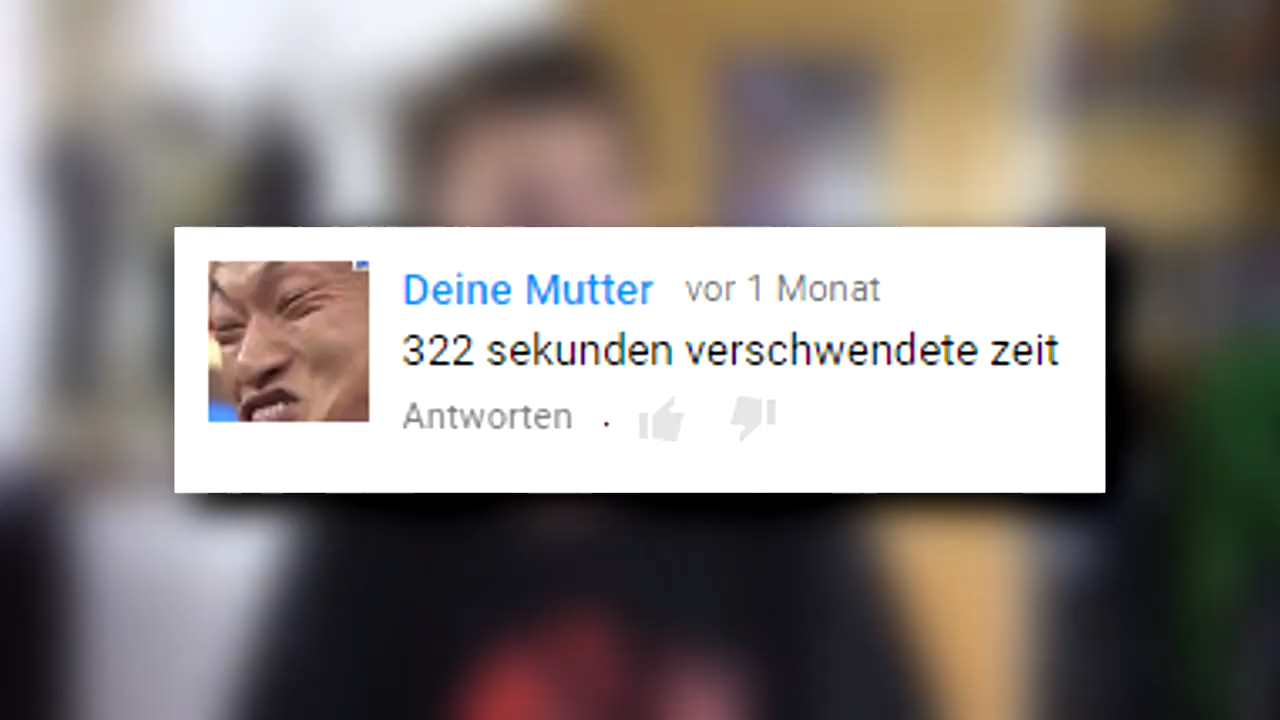 Deine Mutter vor 1 Monat
322 sekunden verschwendete zeit
Antworten .